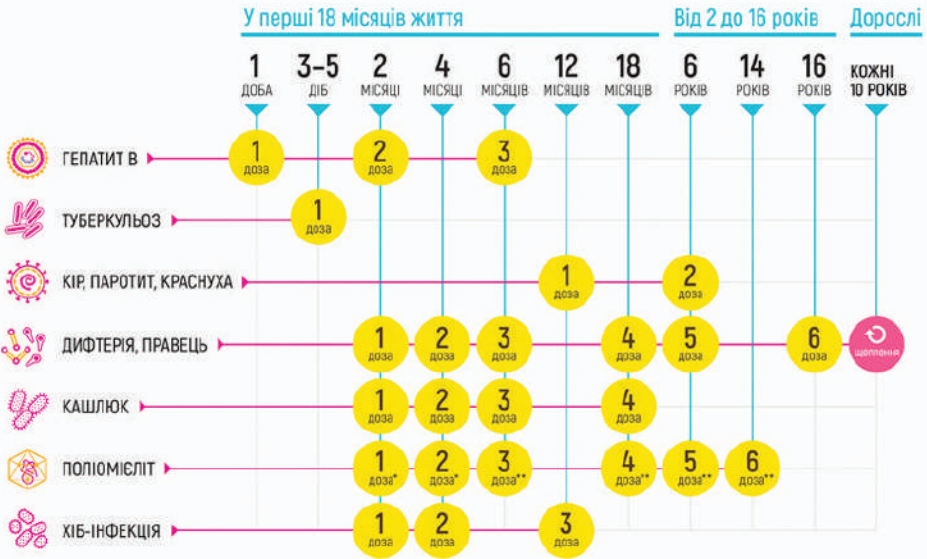 У перші 18 місяців життя Від 2 до 16 років Дорослі
1 3–5 2 4 6 12 18 6 14 16 КОЖНІ
ДОБА ДІБ МІСЯЦІ МІСЯЦІ МІСЯЦІВ МІСЯЦІВ МІСЯЦІВ РОКІВ РОКІВ РОКІВ 10 РОКІВ
ГЕПАТИТ В 1 доза 2 доза 3 доза
ТУБЕРКУЛЬОЗ 1 доза
КІР, ПАРОТИТ, КРАСНУХА 1 доза 2 доза
ДИФТЕРІЯ, ПРАВЕЦЬ 1 доза 2 доза 3 доза 4 доза 5 доза 6 доза щеплення
КАШЛЮК 1 доза 2 доза 3 доза 4 доза
ПОЛІОМІЄЛІТ 1 доза* 2 доза* 3 доза** 4 доза** 5 доза** 6 доза**
ХІБ-ІНФЕКЦІЯ 1 доза 2 доза 3 доза